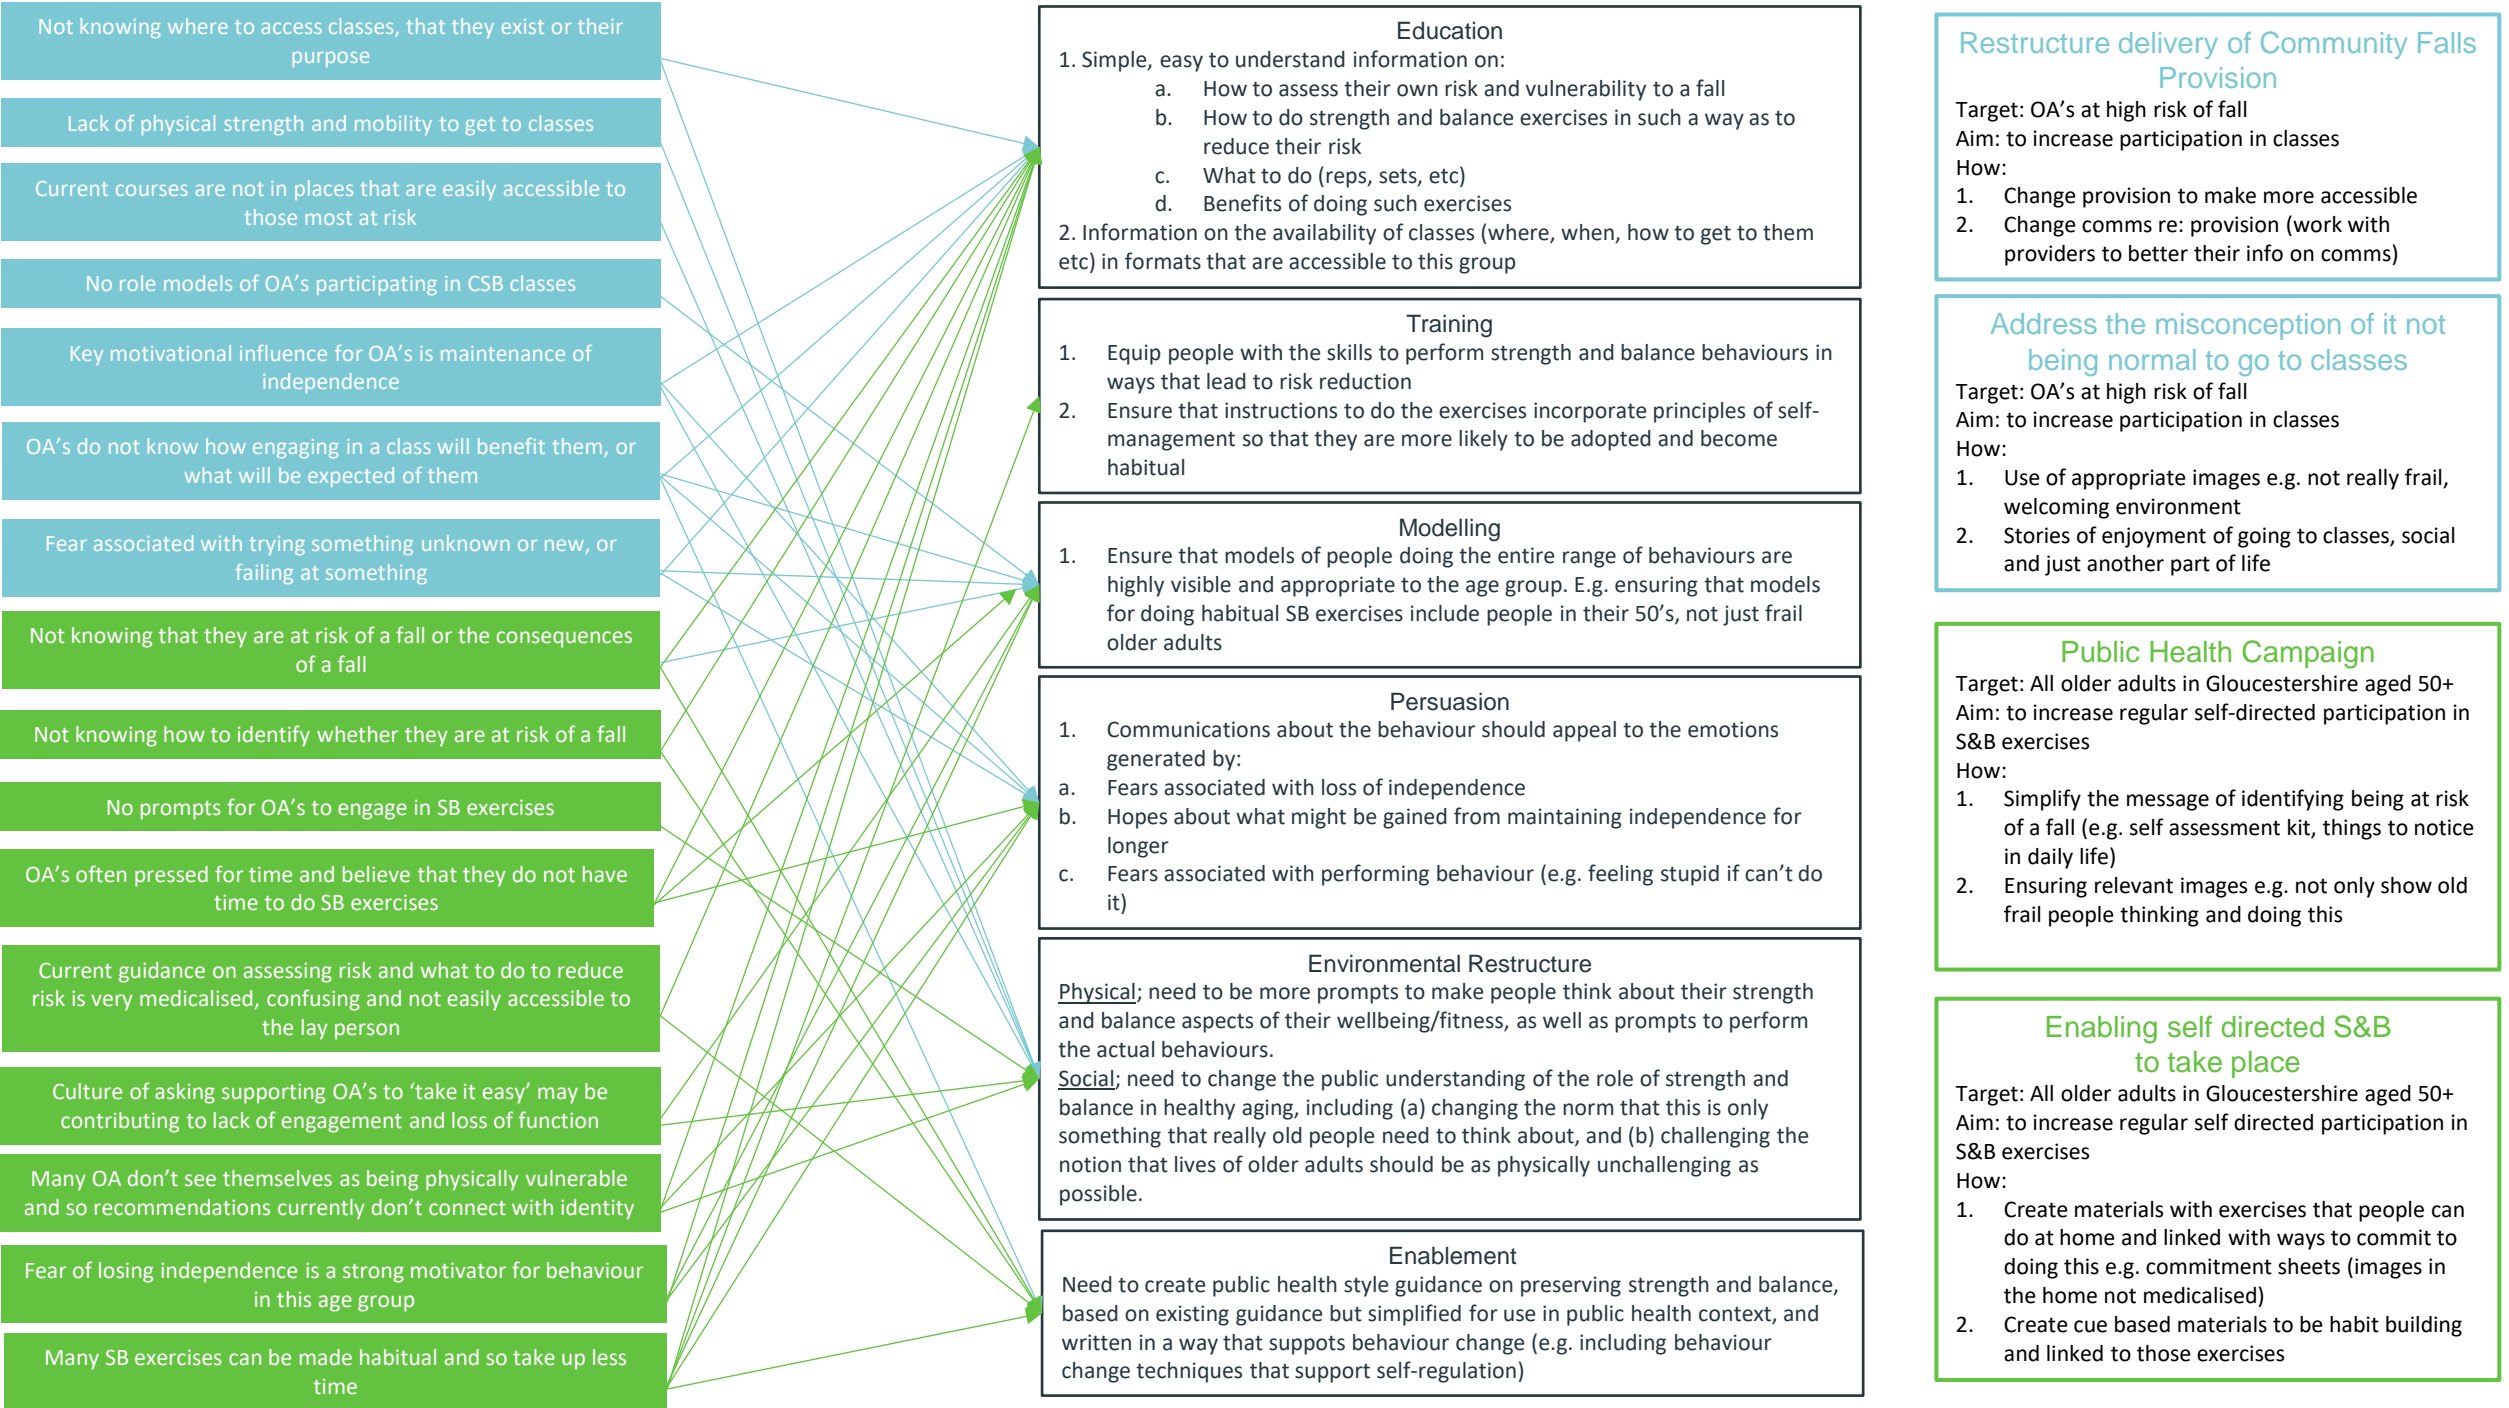 Not knowing where to access classes, that they exist or their
purpose
Lack of physical strength and mobility to get to classes
Current courses are not in places that are easily accessible to
those most at risk
No role models of OA’s participating in CSB classes
Key motivational influence for OA’s is maintenance of
independence
OA’s do not know how engaging in a class will benefit them, or
what will be expected of them
Fear associated with trying something unknown or new, or
failing at something
Not knowing that they are at risk of a fall or the consequences
of a fall
Not knowing how to identify whether they are at risk of a fall
No prompts for OA’s to engage in SB exercises
OA’s often pressed for time and believe that they do not have
time to do SB exercises
Current guidance on assessing risk and what to do to reduce
risk is very medicalised, confusing and not easily accessible to
the lay person
Culture of asking supporting OA’s to ‘take it easy’ may be
contributing to lack of engagement and loss of function
Many OA don’t see themselves as being physically vulnerable
and so recommendations currently don’t connect with identity
Fear of losing independence is a strong motivator for behaviour
in this age group
Many SB exercises can be made habitual and so take up less
time
Education
1. Simple, easy to understand information on:
a. How to assess their own risk and vulnerability to a fall
b. How to do strength and balance exercises in such a way as to
reduce their risk
c. What to do (reps, sets, etc)
d. Benefits of doing such exercises
2. Information on the availability of classes (where, when, how to get to them
etc) in formats that are accessible to this group
Training
1. Equip people with the skills to perform strength and balance behaviours in
ways that lead to risk reduction
2. Ensure that instructions to do the exercises incorporate principles of self-
management so that they are more likely to be adopted and become
habitual
Modelling
1. Ensure that models of people doing the entire range of behaviours are
highly visible and appropriate to the age group. E.g. ensuring that models
for doing habitual SB exercises include people in their 50’s, not just frail
older adults
Persuasion
1. Communications about the behaviour should appeal to the emotions
generated by:
a. Fears associated with loss of independence
b. Hopes about what might be gained from maintaining independence for
longer
c. Fears associated with performing behaviour (e.g. feeling stupid if can’t do
it)
Environmental Restructure
Physical; need to be more prompts to make people think about their strength
and balance aspects of their wellbeing/fitness, as well as prompts to perform
the actual behaviours.
Social; need to change the public understanding of the role of strength and
balance in healthy aging, including (a) changing the norm that this is only
something that really old people need to think about, and (b) challenging the
notion that lives of older adults should be as physically unchallenging as
possible.
Enablement
Need to create public health style guidance on preserving strength and balance,
based on existing guidance but simplified for use in public health context, and
written in a way that suppots behaviour change (e.g. including behaviour
change techniques that support self-regulation)
Restructure delivery of Community Falls
Provision
Target: OA’s at high risk of fall
Aim: to increase participation in classes
How:
1. Change provision to make more accessible
2. Change comms re: provision (work with
providers to better their info on comms)
Address the misconception of it not
being normal to go to classes
Target: OA’s at high risk of fall
Aim: to increase participation in classes
How:
1. Use of appropriate images e.g. not really frail,
welcoming environment
2. Stories of enjoyment of going to classes, social
and just another part of life
Public Health Campaign
Target: All older adults in Gloucestershire aged 50+
Aim: to increase regular self-directed participation in
S&B exercises
How:
1. Simplify the message of identifying being at risk
of a fall (e.g. self assessment kit, things to notice
in daily life)
2. Ensuring relevant images e.g. not only show old
frail people thinking and doing this
Enabling self directed S&B
to take place
Target: All older adults in Gloucestershire aged 50+
Aim: to increase regular self directed participation in
S&B exercises
How:
1. Create materials with exercises that people can
do at home and linked with ways to commit to
doing this e.g. commitment sheets (images in
the home not medicalised)
2. Create cue based materials to be habit building
and linked to those exercises